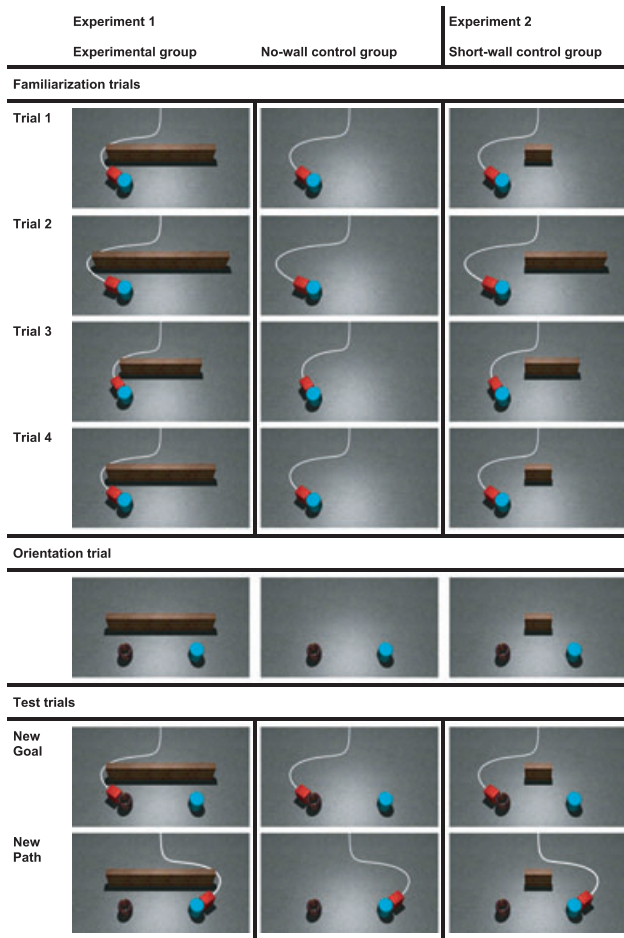 Experiment 1
Experiment 2
Experimental group
No-wall control group
Short-wall control group
Familiarization trials
Trial 1
Trial 2
Trial 3
Trial 4
Orientation trial
Test trials
New
Goal
New
Path